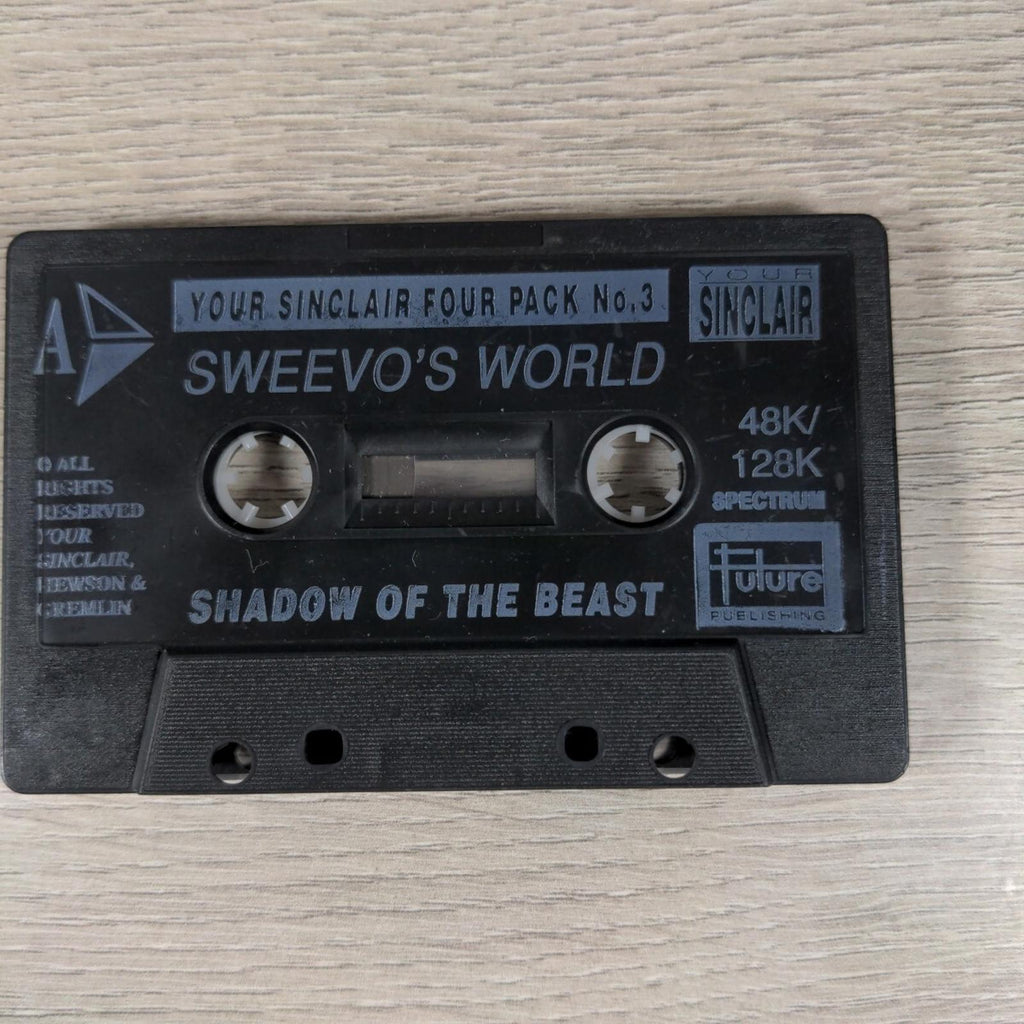 A
YOUR SINCLAIR FOUR PACK No.3
YOUR
SINCLAIR
SWEEVO'S WORLD
48K/
128K
SPECTRUM
© ALL
RIGHTS
RESERVED
YOUR
SINCLAIR,
HEWSON &
GREMLIN
SHADOW OF THE BEAST
Future
PUBLISHING